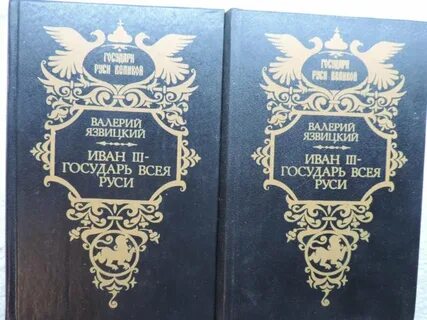 ГОСУДАРИ
РУСИ ВЕЛИКОЙ
ВАЛЕРИЙ
ЯЗВИЦКИЙ
ИВАН III-
ГОСУДАРЬ ВСЕЯ
РУСИ
ГОСУДАРИ
РУСИ ВЕЛИКОЙ
ВАЛЕРИЙ
ЯЗВИЦКИЙ
ИВАН III-
ГОСУДАРЬ ВСЕЯ
РУСИ